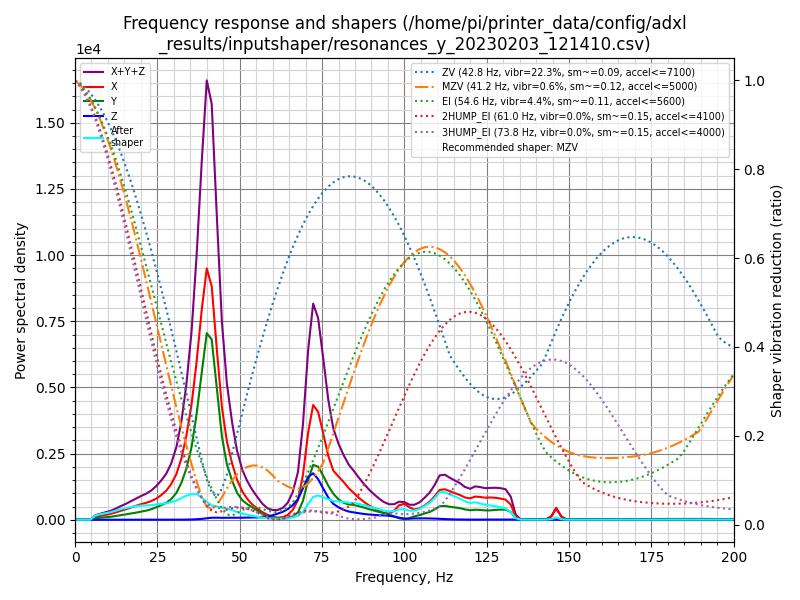 Frequency response and shapers (/home/pi/printer_data/config/adxl
_results/inputshaper/resonances_y_20230203_121410.csv)
1e4
X+Y+Z
X
Y
Z
After
shaper
ZV (42.8 Hz, vibr=22.3%, sm~=0.09, accel<=7100)
MZV (41.2 Hz, vibr=0.6%, sm~=0.12, accel<=5000)
EI (54.6 Hz, vibr=4.4%, sm~=0.11, accel<=5600)
2HUMP_EI (61.0 Hz, vibr=0.0%, sm~=0.15, accel<=4100)
3HUMP_EI (73.8 Hz, vibr=0.0%, sm~=0.15, accel<=4000)
Recommended shaper: MZV
Power spectral density
1.50
1.25
1.00
0.75
0.50
0.25
0.00
1.0
0.8
0.6
0.4
0.2
0.0
Shaper vibration reduction (ratio)
0 25 50 75 100 125 150 175 200
Frequency, Hz